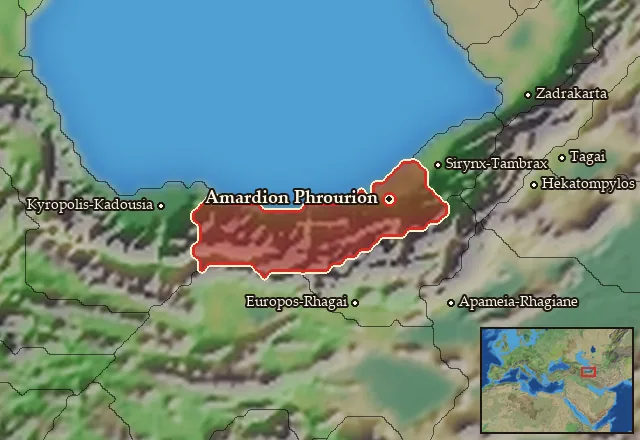 Zadrakarta
Tagai
Sirynx-Tambrax
Hekatompylos
Amardion Phrourion
Kyropolis-Kadousia
Europos-Rhagai
Apameia-Rhagiane